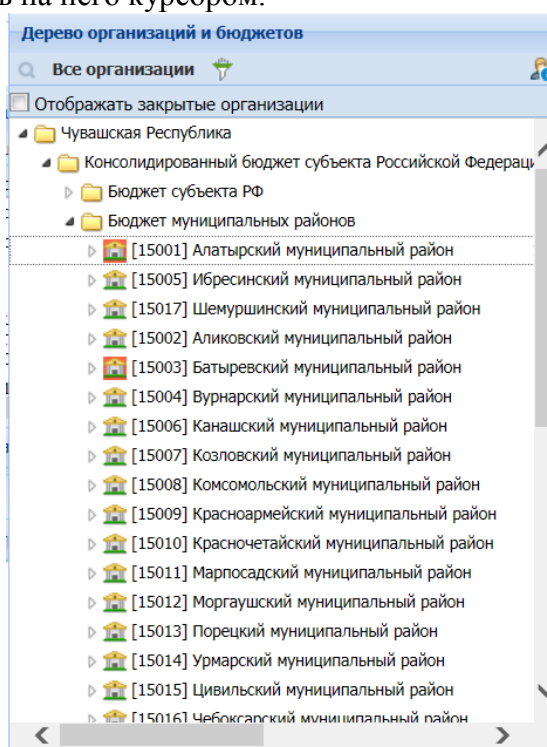 в на него курсором.
Дерево организаций и бюджетов
Все организации
Отображать закрытые организации
Чувашская Республика
Консолидированный бюджет субъекта Российской Федераци
Бюджет субъекта РФ
Бюджет муниципальных районов
[15001] Алатырский муниципальный район
[15005] Ибресинский муниципальный район
[15017] Шемуршинский муниципальный район
[15002] Аликовский муниципальный район
[15003] Батыревский муниципальный район
[15004] Вурнарский муниципальный район
[15006] Канашский муниципальный район
[15007] Козловский муниципальный район
[15008] Комсомольский муниципальный район
[15009] Красноармейский муниципальный район
[15010] Красночетайский муниципальный район
[15011] Марпосадский муниципальный район
[15012] Моргаушский муниципальный район
[15013] Порецкий муниципальный район
[15014] Урмарский муниципальный район
[15015] Цивильский муниципальный район
[15016] Чебоксарский муниципальный район